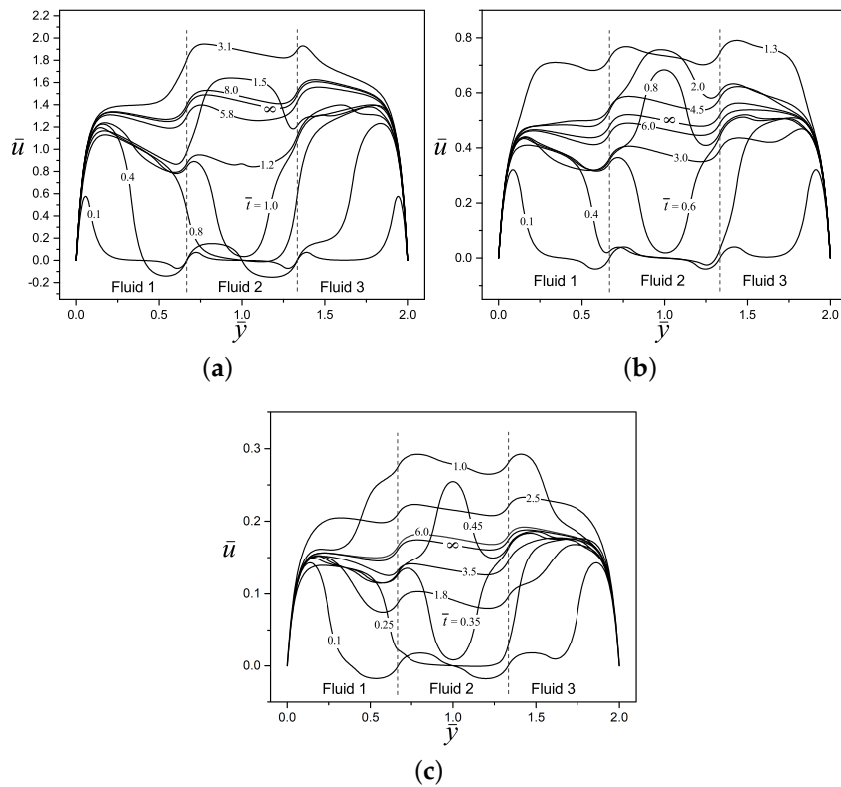 2.2
2.0
1.8
1.6
1.4
1.2
1.0
0.8
0.6
0.4
0.2
0.0
-0.2
ū
3.1
1.5
8.0
∞
5.8
1.2
0.4
t̄ = 1.0
0.1
0.8
Fluid 1 Fluid 2 Fluid 3
0.0 0.5 1.0 1.5 2.0
ȳ
(a)
0.8
0.6
0.4
0.2
0.0
ū
1.3
2.0
0.8
4.5
∞
6.0
3.0
0.1
0.4
t̄ = 0.6
Fluid 1 Fluid 2 Fluid 3
0.0 0.5 1.0 1.5 2.0
ȳ
(b)
0.3
0.2
0.1
0.0
ū
1.0
2.5
0.45
6.0
∞
3.5
1.8
0.25
t̄ = 0.35
0.1
Fluid 1 Fluid 2 Fluid 3
0.0 0.5 1.0 1.5 2.0
ȳ
(c)